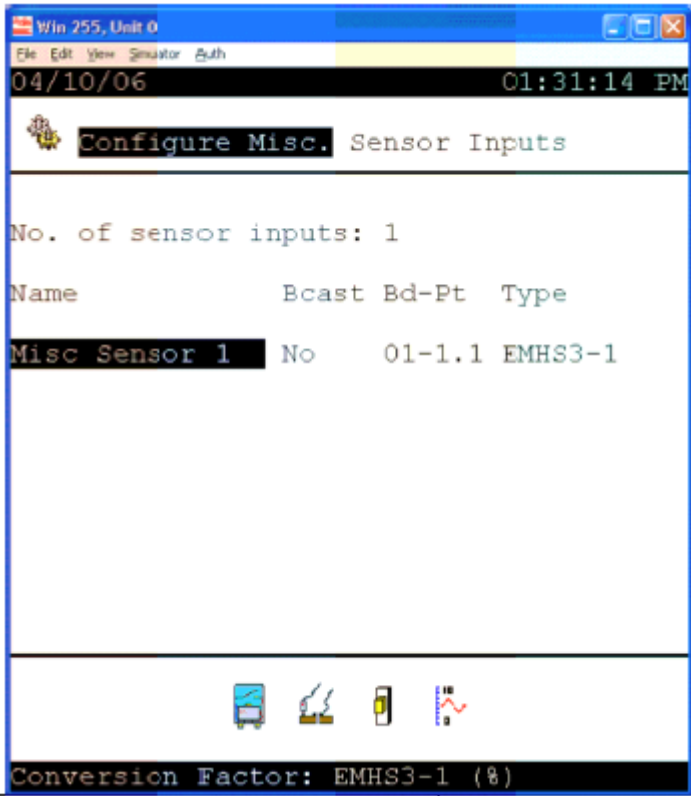 Win 255, Unit 0
File Edit View Simulator Auth
04/10/06 01:31:14 PM
Configure Misc. Sensor Inputs
No. of sensor inputs: 1
Name Bcast Bd-Pt Type
Misc Sensor 1 No 01-1.1 EMHS3-1
Conversion Factor: EMHS3-1 (%)